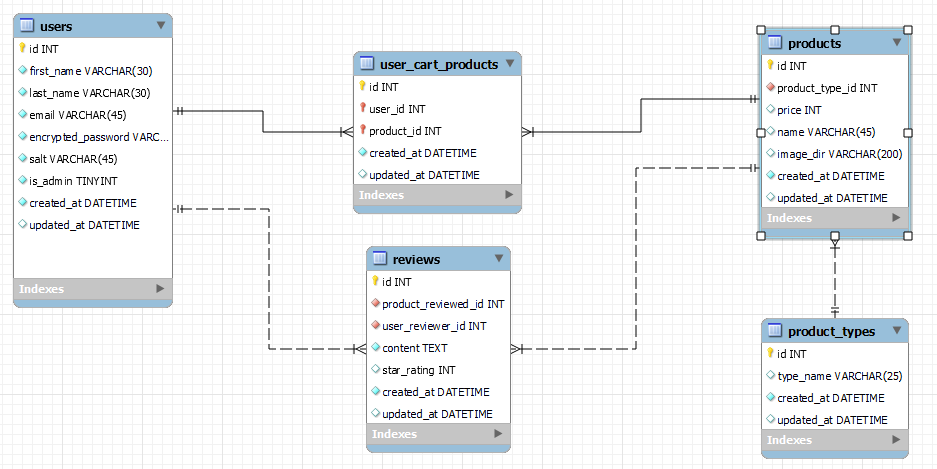 users
id INT
first_name VARCHAR(30)
last_name VARCHAR(30)
email VARCHAR(45)
encrypted_password VARC...
salt VARCHAR(45)
is_admin TINYINT
created_at DATETIME
updated_at DATETIME
Indexes
user_cart_products
id INT
user_id INT
product_id INT
created_at DATETIME
updated_at DATETIME
Indexes
reviews
id INT
product_reviewed_id INT
user_reviewer_id INT
content TEXT
star_rating INT
created_at DATETIME
updated_at DATETIME
Indexes
products
id INT
product_type_id INT
price INT
name VARCHAR(45)
image_dir VARCHAR(200)
created_at DATETIME
updated_at DATETIME
Indexes
product_types
id INT
type_name VARCHAR(25)
created_at DATETIME
updated_at DATETIME
Indexes